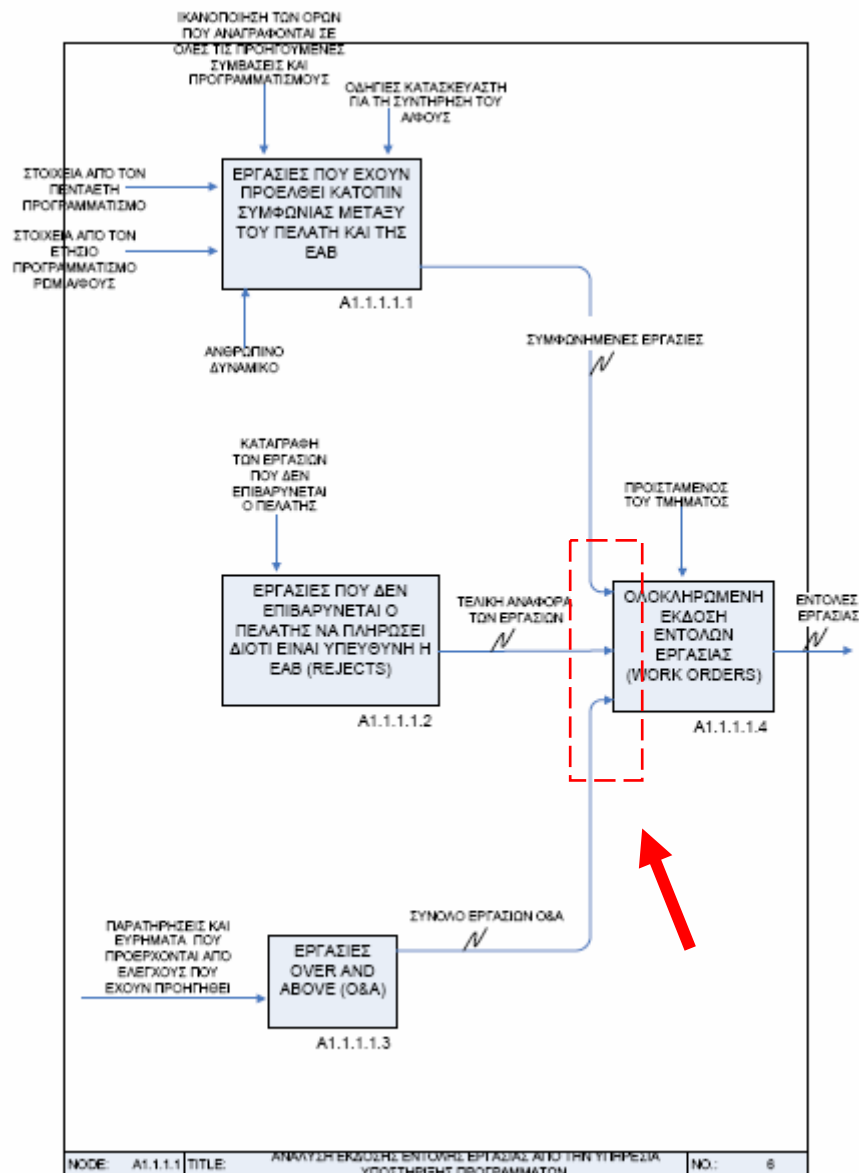 ΙΚΑΝΟΠΟΙΗΣΗ ΤΩΝ ΟΡΩΝ
ΠΟΥ ΑΝΑΓΡΑΦΟΝΤΑΙ ΣΕ
ΟΛΕΣ ΤΙΣ ΠΡΟΗΓΟΥΜΕΝΕΣ
ΣΥΜΒΑΣΕΙΣ ΚΑΙ
ΠΡΟΓΡΑΜΜΑΤΙΣΜΟΥΣ
ΟΔΗΓΙΕΣ ΚΑΤΑΣΚΕΥΑΣΤΗ
ΓΙΑ ΤΗ ΣΥΝΤΗΡΗΣΗ ΤΟΥ
Α/ΦΟΥΣ
ΣΤΟΙΧΕΙΑ ΑΠΟ ΤΟΝ
ΠΕΝΤΑΕΤΗ
ΠΡΟΓΡΑΜΜΑΤΙΣΜΟ
ΣΤΟΙΧΕΙΑ ΑΠΟ ΤΟΝ
ΕΤΗΣΙΟ
ΠΡΟΓΡΑΜΜΑΤΙΣΜΟ
PDM Α/ΦΟΥΣ
ΕΡΓΑΣΙΕΣ ΠΟΥ ΕΧΟΥΝ
ΠΡΟΕΛΘΕΙ ΚΑΤΟΠΙΝ
ΣΥΜΦΩΝΙΑΣ ΜΕΤΑΞΥ
ΤΟΥ ΠΕΛΑΤΗ ΚΑΙ ΤΗΣ
ΕΑΒ
A1.1.1.1.1
ΑΝΘΡΩΠΙΝΟ
ΔΥΝΑΜΙΚΟ
ΣΥΜΦΩΝΗΜΕΝΕΣ ΕΡΓΑΣΙΕΣ
ΚΑΤΑΓΡΑΦΗ
ΤΩΝ ΕΡΓΑΣΙΩΝ
ΠΟΥ ΔΕΝ
ΕΠΙΒΑΡΥΝΕΤΑΙ
Ο ΠΕΛΑΤΗΣ
ΠΡΟΙΣΤΑΜΕΝΟΣ
ΤΟΥ ΤΜΗΜΑΤΟΣ
ΕΡΓΑΣΙΕΣ ΠΟΥ ΔΕΝ
ΕΠΙΒΑΡΥΝΕΤΑΙ Ο
ΠΕΛΑΤΗΣ ΝΑ ΠΛΗΡΩΣΕΙ
ΔΙΟΤΙ ΕΙΝΑΙ ΥΠΕΥΘΥΝΗ Η
ΕΑΒ (REJECTS)
A1.1.1.1.2
ΤΕΛΙΚΗ ΑΝΑΦΟΡΑ
ΤΩΝ ΕΡΓΑΣΙΩΝ
ΟΛΟΚΛΗΡΩΜΕΝΗ
ΕΚΔΟΣΗ
ΕΝΤΟΛΩΝ
ΕΡΓΑΣΙΑΣ
(WORK ORDERS)
A1.1.1.1.4
ΕΝΤΟΛΕΣ
ΕΡΓΑΣΙΑΣ
ΠΑΡΑΤΗΡΗΣΕΙΣ ΚΑΙ
ΕΥΡΗΜΑΤΑ ΠΟΥ
ΠΡΟΕΡΧΟΝΤΑΙ ΑΠΟ
ΕΛΕΓΧΟΥΣ ΠΟΥ
ΕΧΟΥΝ ΠΡΟΗΓΗΘΕΙ
ΕΡΓΑΣΙΕΣ
OVER AND
ABOVE (O&A)
A1.1.1.1.3
ΣΥΝΟΛΟ ΕΡΓΑΣΙΩΝ O&A
NODE: A1.1.1.1 TITLE: ΑΝΑΛΥΣΗ ΕΚΔΟΣΗΣ ΕΝΤΟΛΗΣ ΕΡΓΑΣΙΑΣ ΑΠΟ ΤΗΝ ΥΠΗΡΕΣΙΑ
ΥΠΟΣΤΗΡΙΞΗΣ ΠΡΟΓΡΑΜΜΑΤΩΝ
NO.: 6